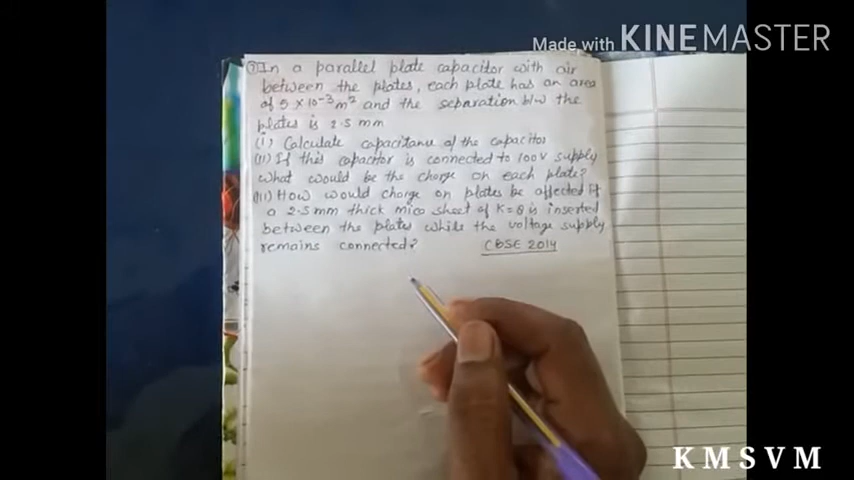 Made with KINEMASTER
⑦ In a parallel plate capacitor with air
between the plates, each plate has an area
of 5 × 10⁻³ m² and the separation b/w the
plates is 2.5 mm
(i) Calculate capacitance of the capacitor
(ii) If this capacitor is connected to 100V supply
what would be the charge on each plate?
(iii) How would charge on plates be affected if
a 2.5mm thick mica sheet of K=8 is inserted
between the plates while the voltage supply
remains connected?
CBSE 2014
KMSVM